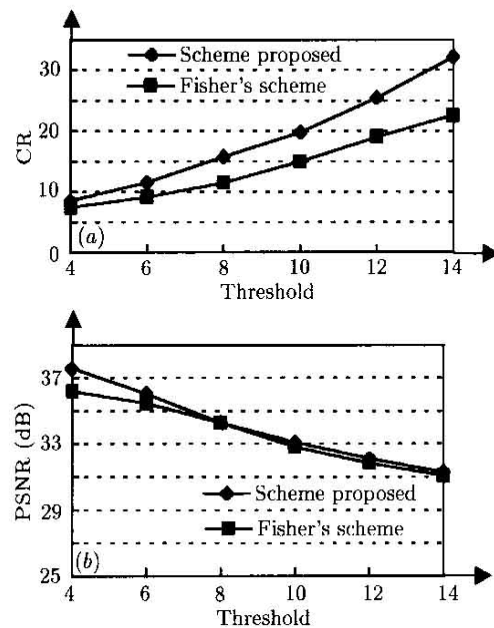 Scheme proposed
Fisher's scheme
30
20
10
0
CR
(a)
4 6 8 10 12 14
Threshold
37
33
29
25
PSNR (dB)
Scheme proposed
Fisher's scheme
(b)
4 6 8 10 12 14
Threshold